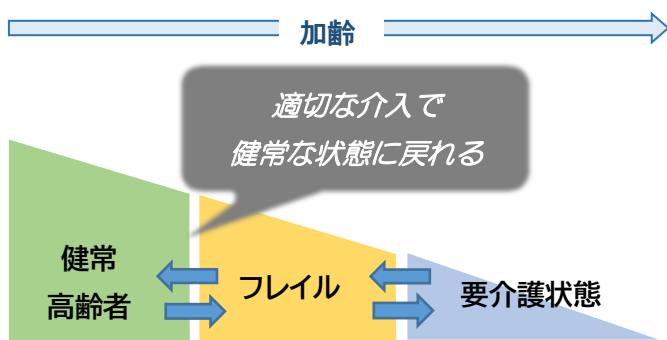 加齢
適切な介入で
健常な状態に戻れる
健常
高齢者
フレイル
要介護状態